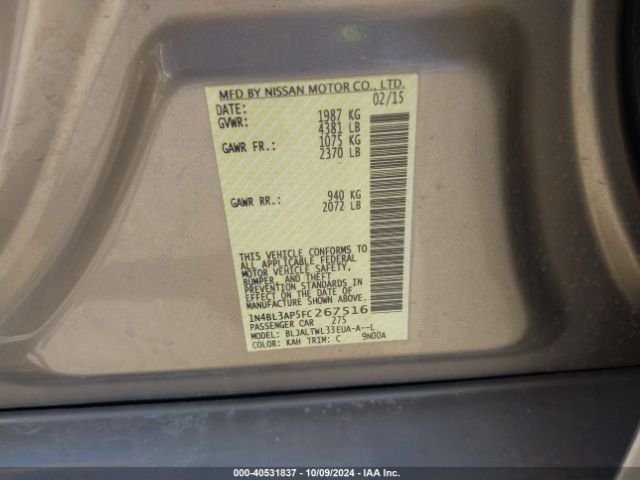 MFD BY NISSAN MOTOR CO., LTD.
DATE: 02/15
GVWR: 1987 KG
4381 LB
GAWR FR.: 1075 KG
2370 LB
GAWR RR.: 940 KG
2072 LB
THIS VEHICLE CONFORMS TO
ALL APPLICABLE FEDERAL
MOTOR VEHICLE SAFETY,
BUMPER, AND THEFT
PREVENTION STANDARDS IN
EFFECT ON THE DATE OF
MANUFACTURE SHOWN ABOVE.
1N4BL3AP5FC267516
PASSENGER CAR 275
MODEL: BLJALTWL33EUA-A--L
COLOR: KAH TRIM: C 9N00A
000-40531837 - 10/09/2024 - IAA Inc.